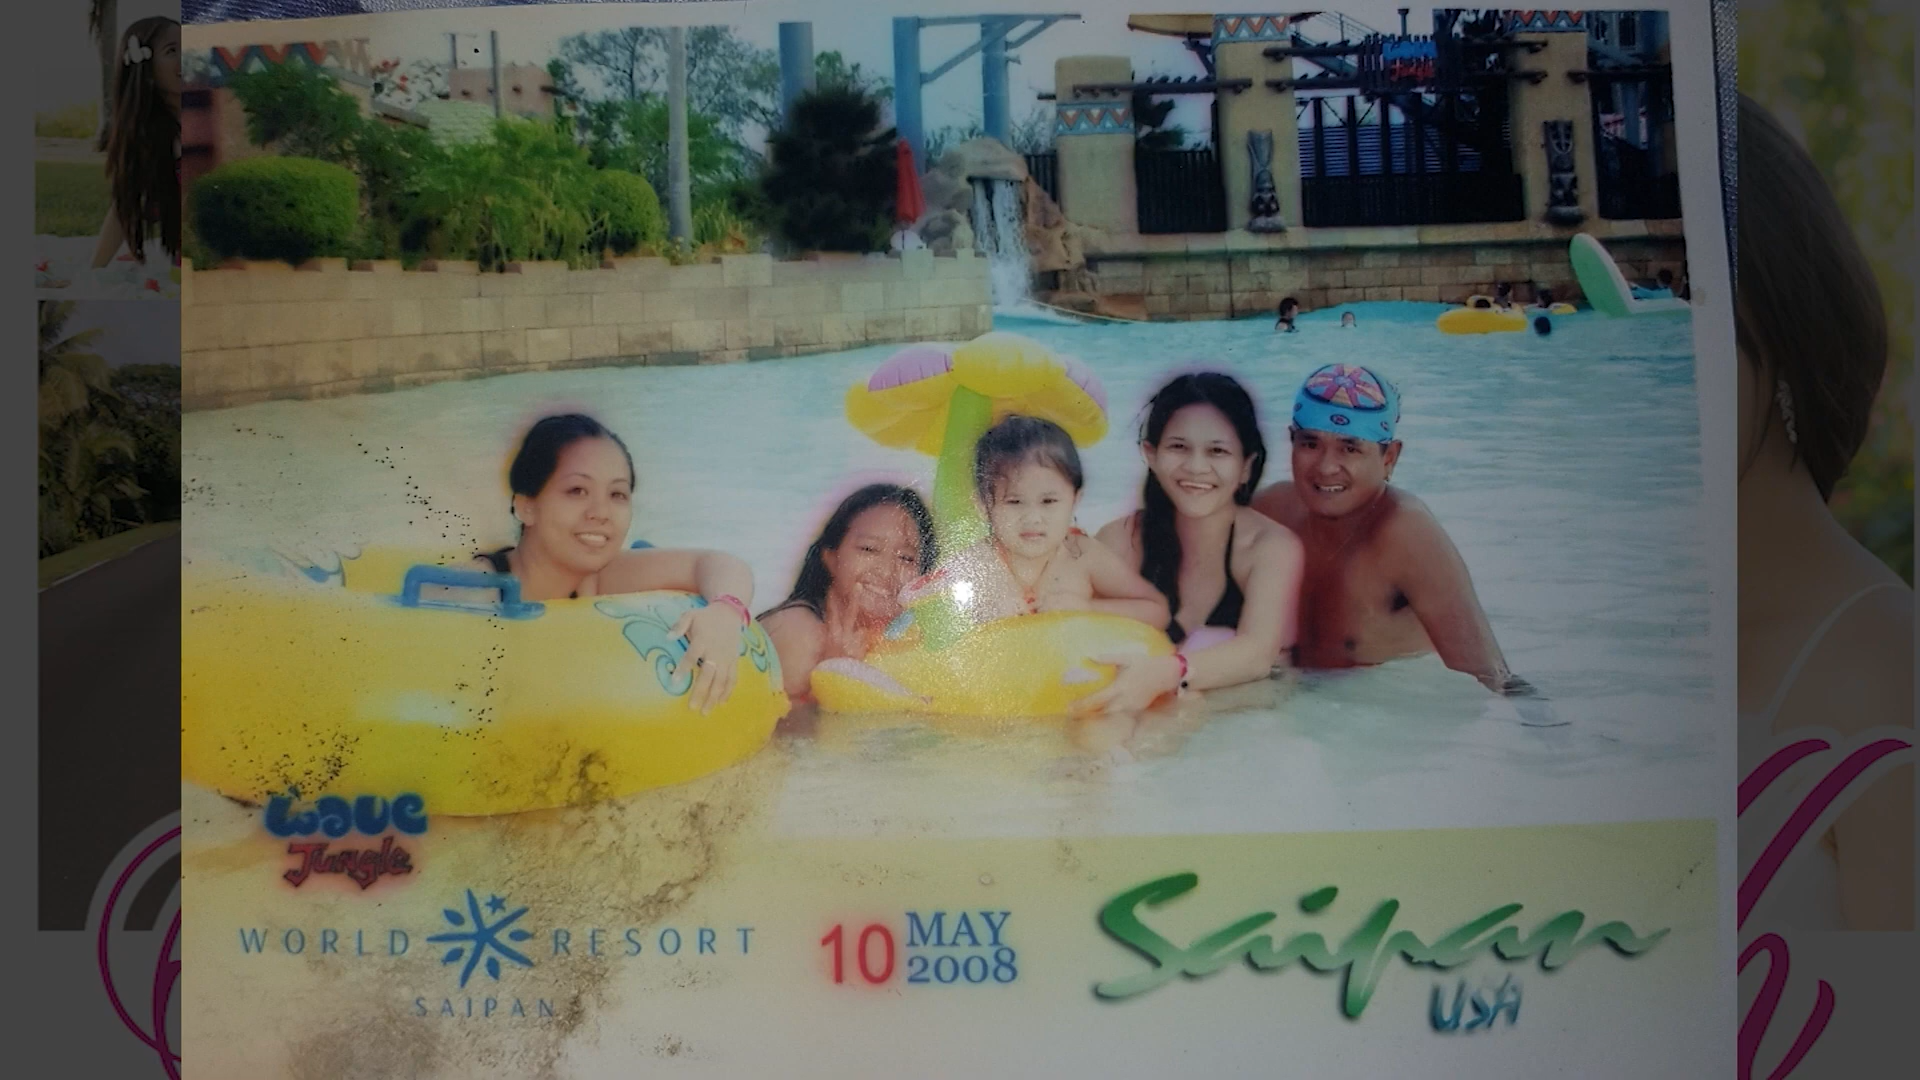 wave
Jungle
WORLD RESORT
SAIPAN
10 MAY
2008
Saipan
USA